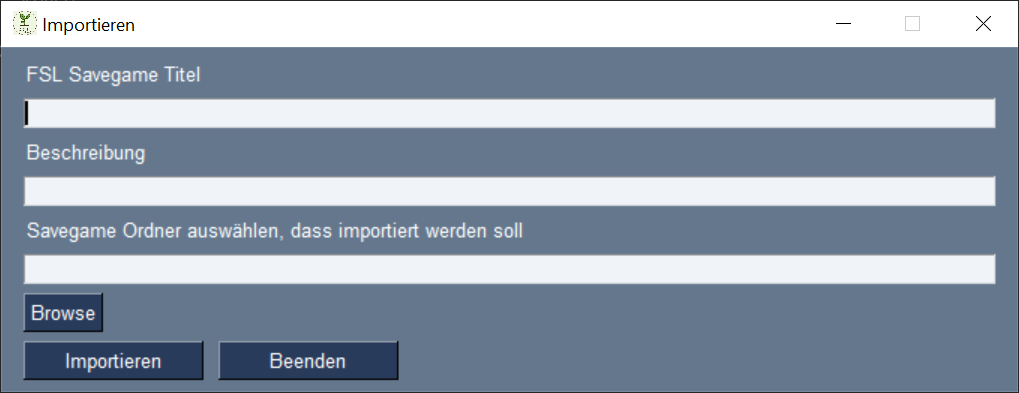 Importieren
FSL Savegame Titel
Beschreibung
Savegame Ordner auswählen, dass importiert werden soll
Browse
Importieren Beenden